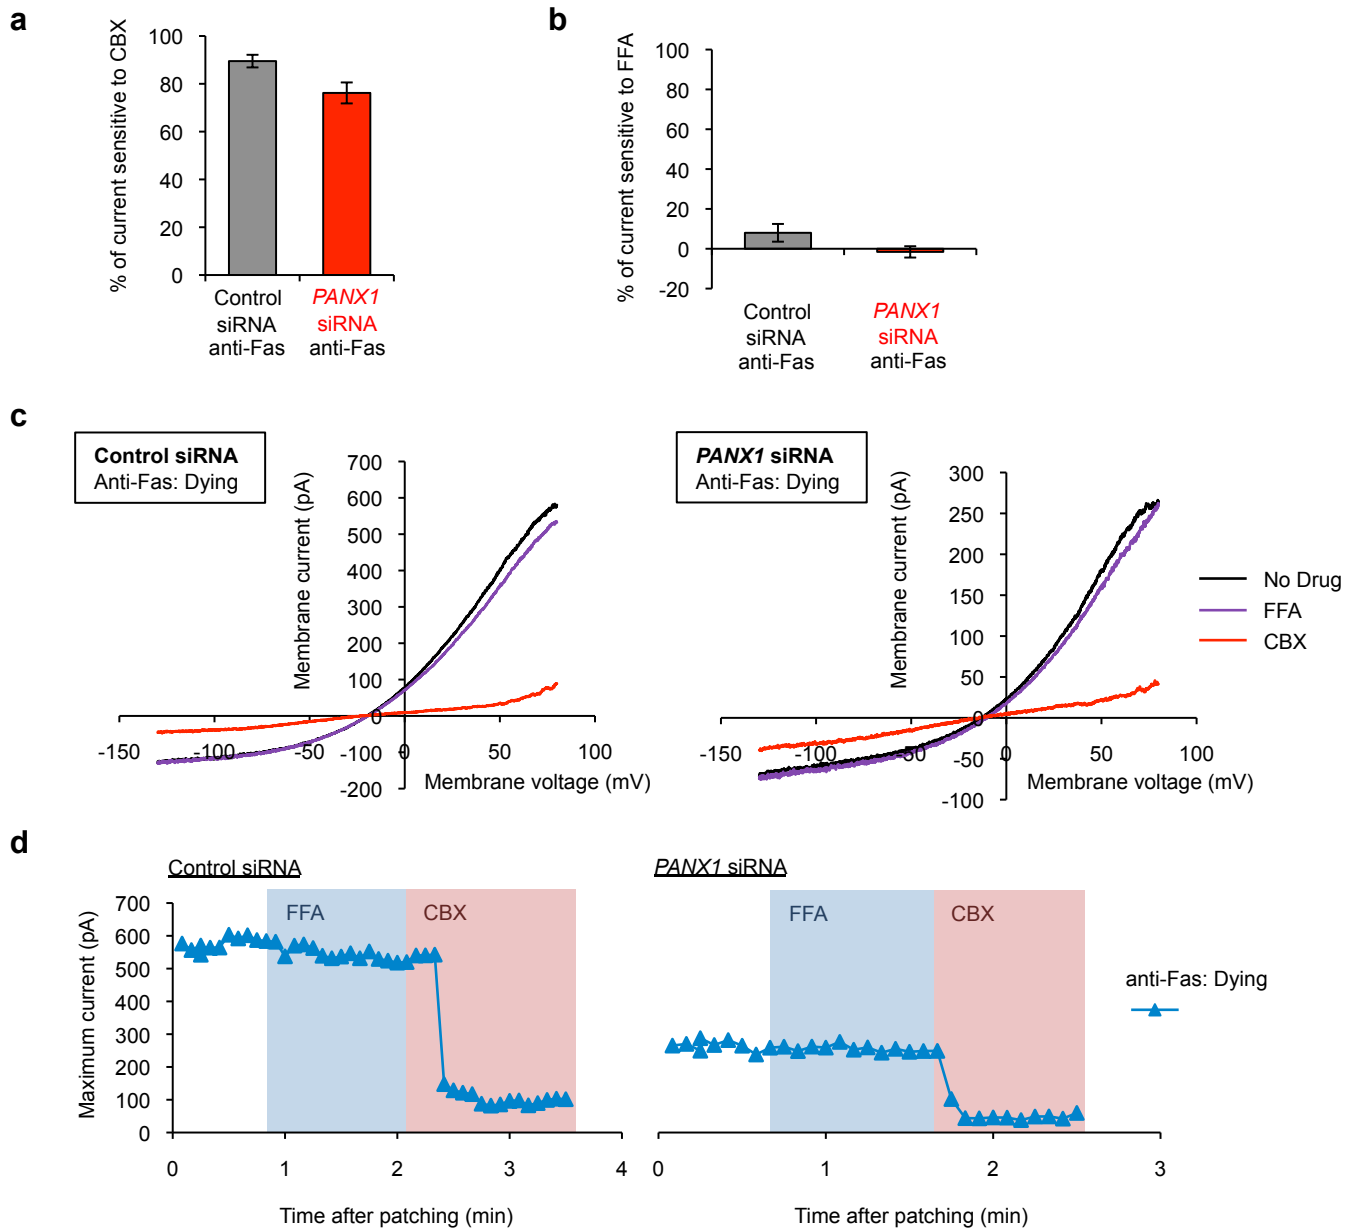 a
% of current sensitive to CBX
100
80
60
40
20
0
Control
siRNA
anti-Fas
PANX1
siRNA
anti-Fas
b
% of current sensitive to FFA
100
80
60
40
20
0
-20
Control
siRNA
anti-Fas
PANX1
siRNA
anti-Fas
c
Control siRNA
Anti-Fas: Dying
Membrane current (pA)
700
600
500
400
300
200
100
0
-100
-200
-150
-100
-50
0
50
100
Membrane voltage (mV)
PANX1 siRNA
Anti-Fas: Dying
Membrane current (pA)
300
250
200
150
100
50
0
-50
-100
-150
-100
-50
0
50
100
Membrane voltage (mV)
No Drug
FFA
CBX
d
Control siRNA
FFA
CBX
Maximum current (pA)
700
600
500
400
300
200
100
0
0
1
2
3
4
Time after patching (min)
PANX1 siRNA
FFA
CBX
0
1
2
3
Time after patching (min)
anti-Fas: Dying